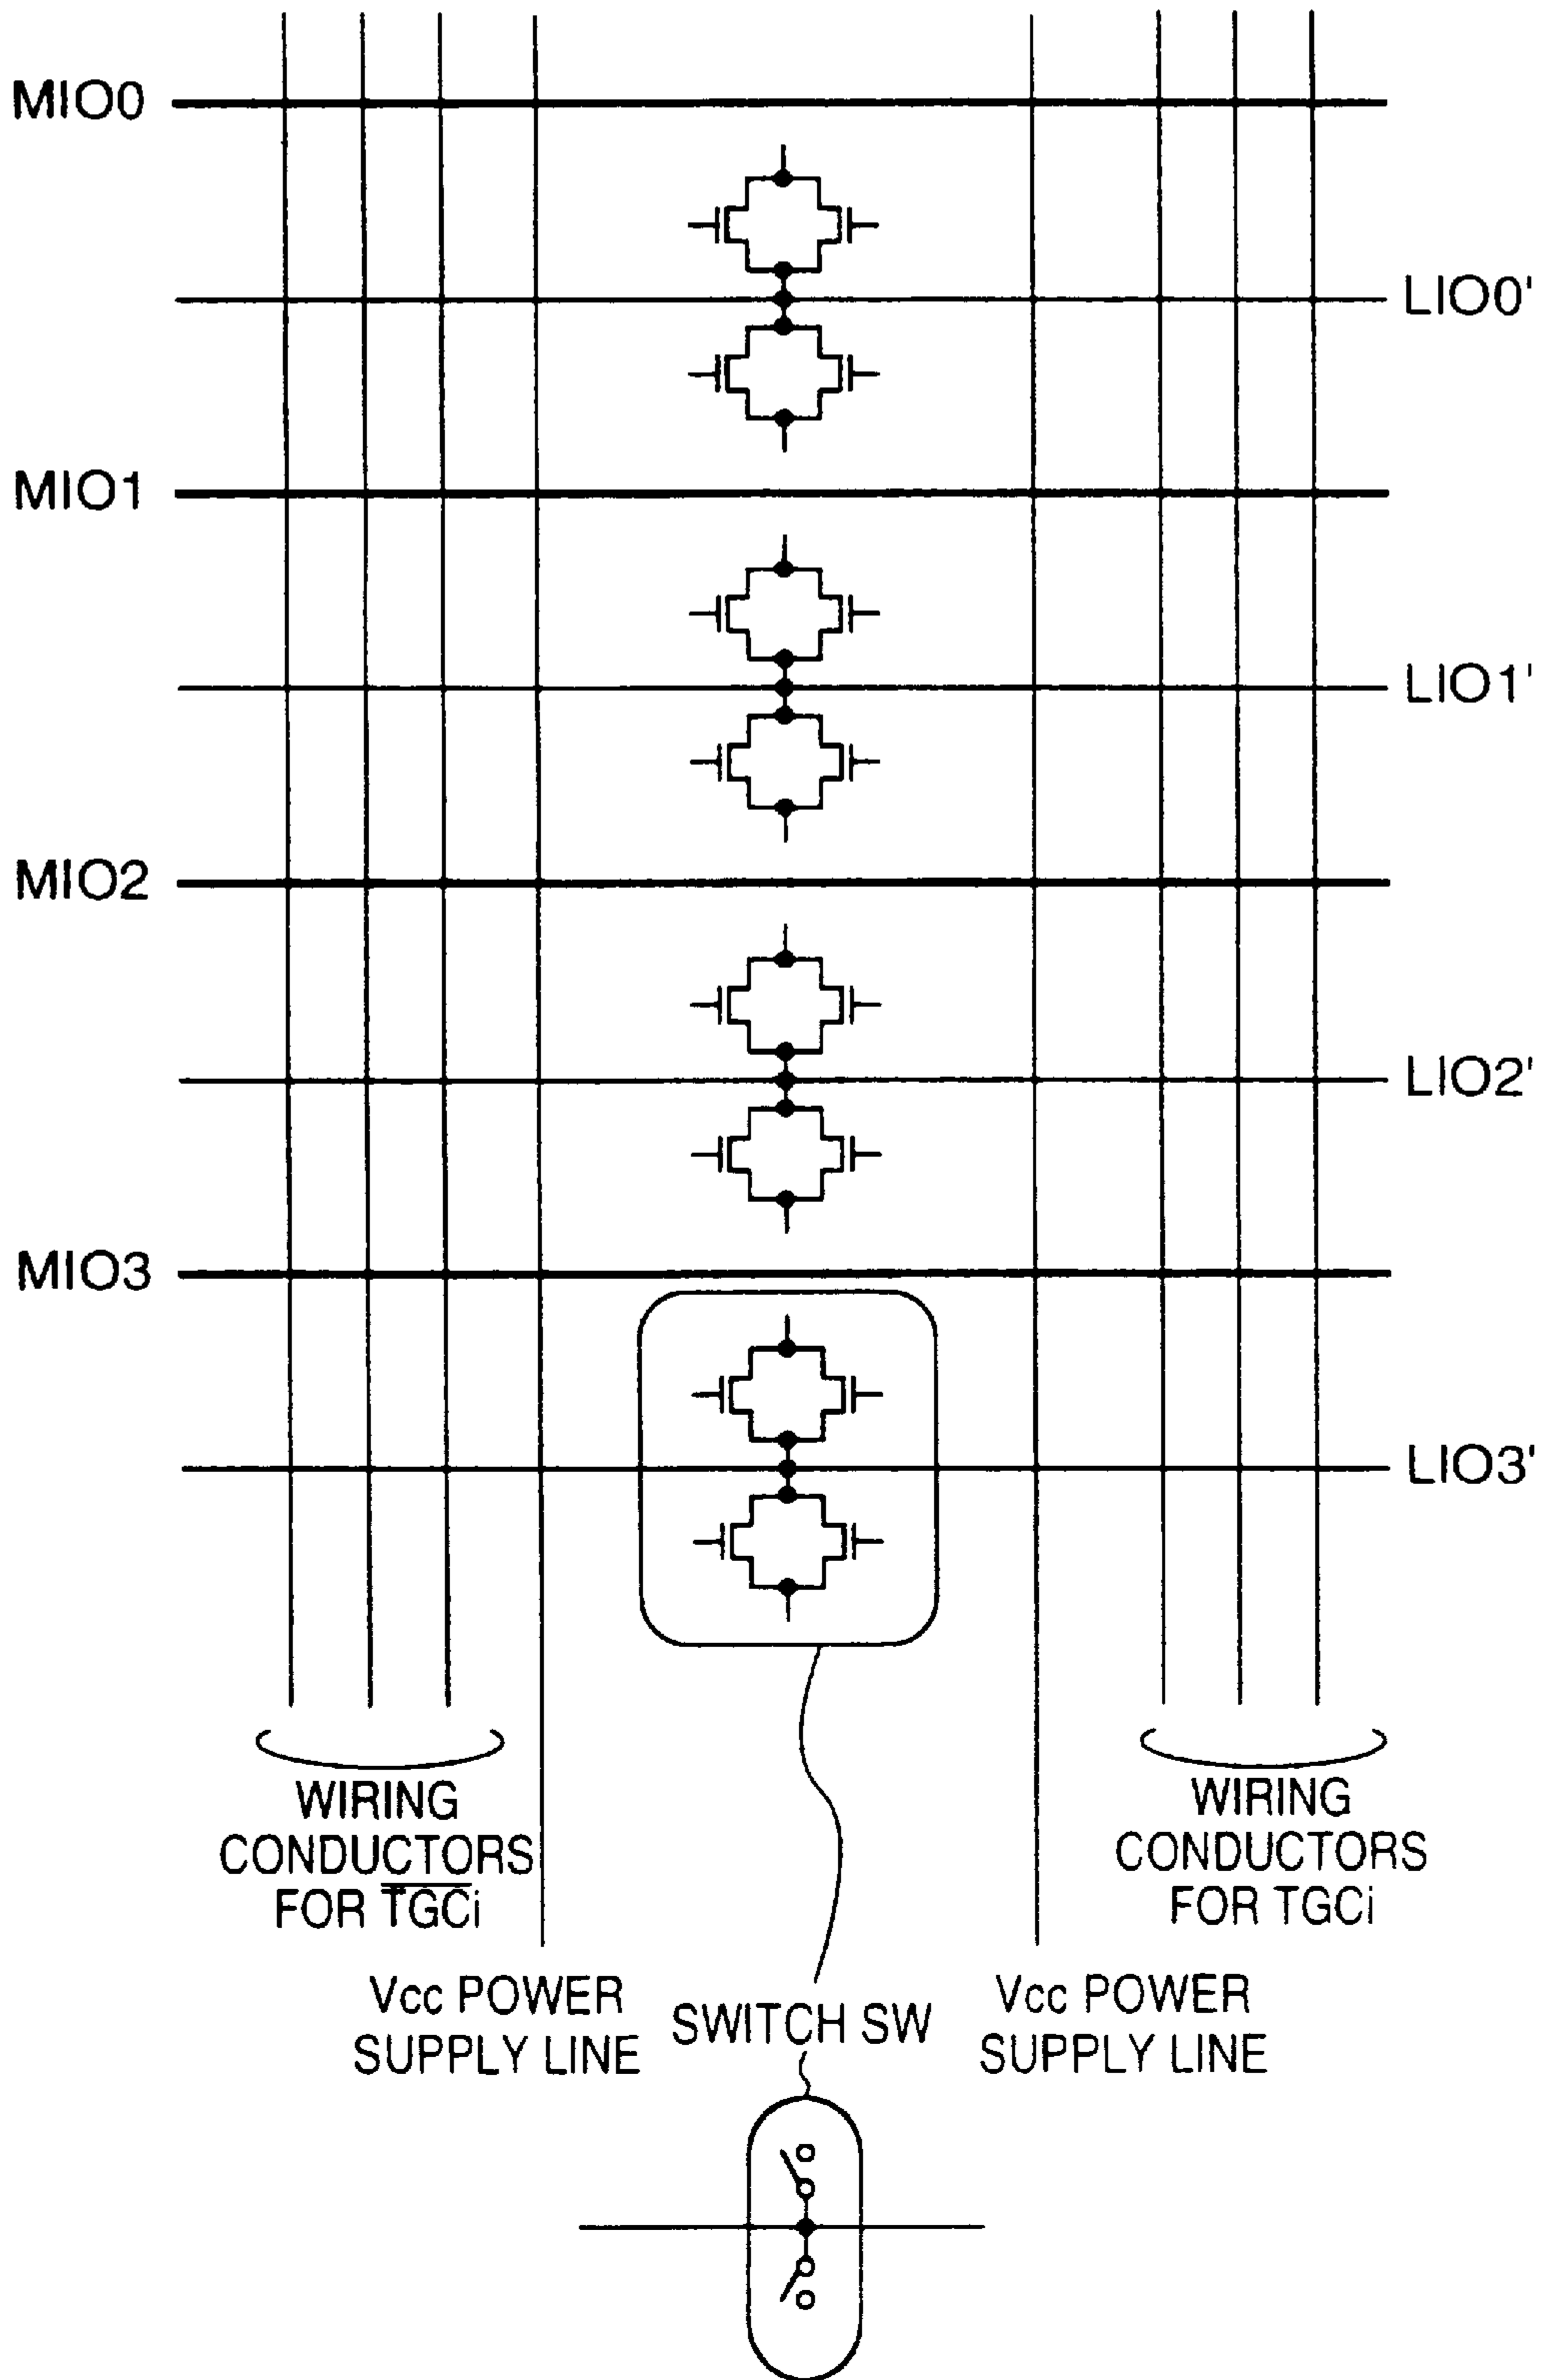 MIO0
LIO0'
MIO1
LIO1'
MIO2
LIO2'
MIO3
LIO3'
WIRING
CONDUCTORS
FOR T̅G̅C̅i
WIRING
CONDUCTORS
FOR TGCi
Vcc POWER
SUPPLY LINE
SWITCH SW
Vcc POWER
SUPPLY LINE